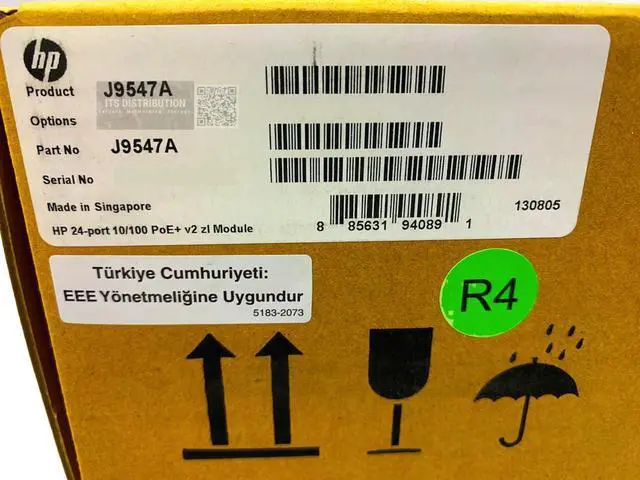 hp
Product J9547A
ITS DISTRIBUTION
Options
Part No J9547A
Serial No
Made in Singapore
130805
HP 24-port 10/100 PoE+ v2 zl Module
8 85631 94089 1
Türkiye Cumhuriyeti:
EEE Yönetmeliğine Uygundur
5183-2073
R4